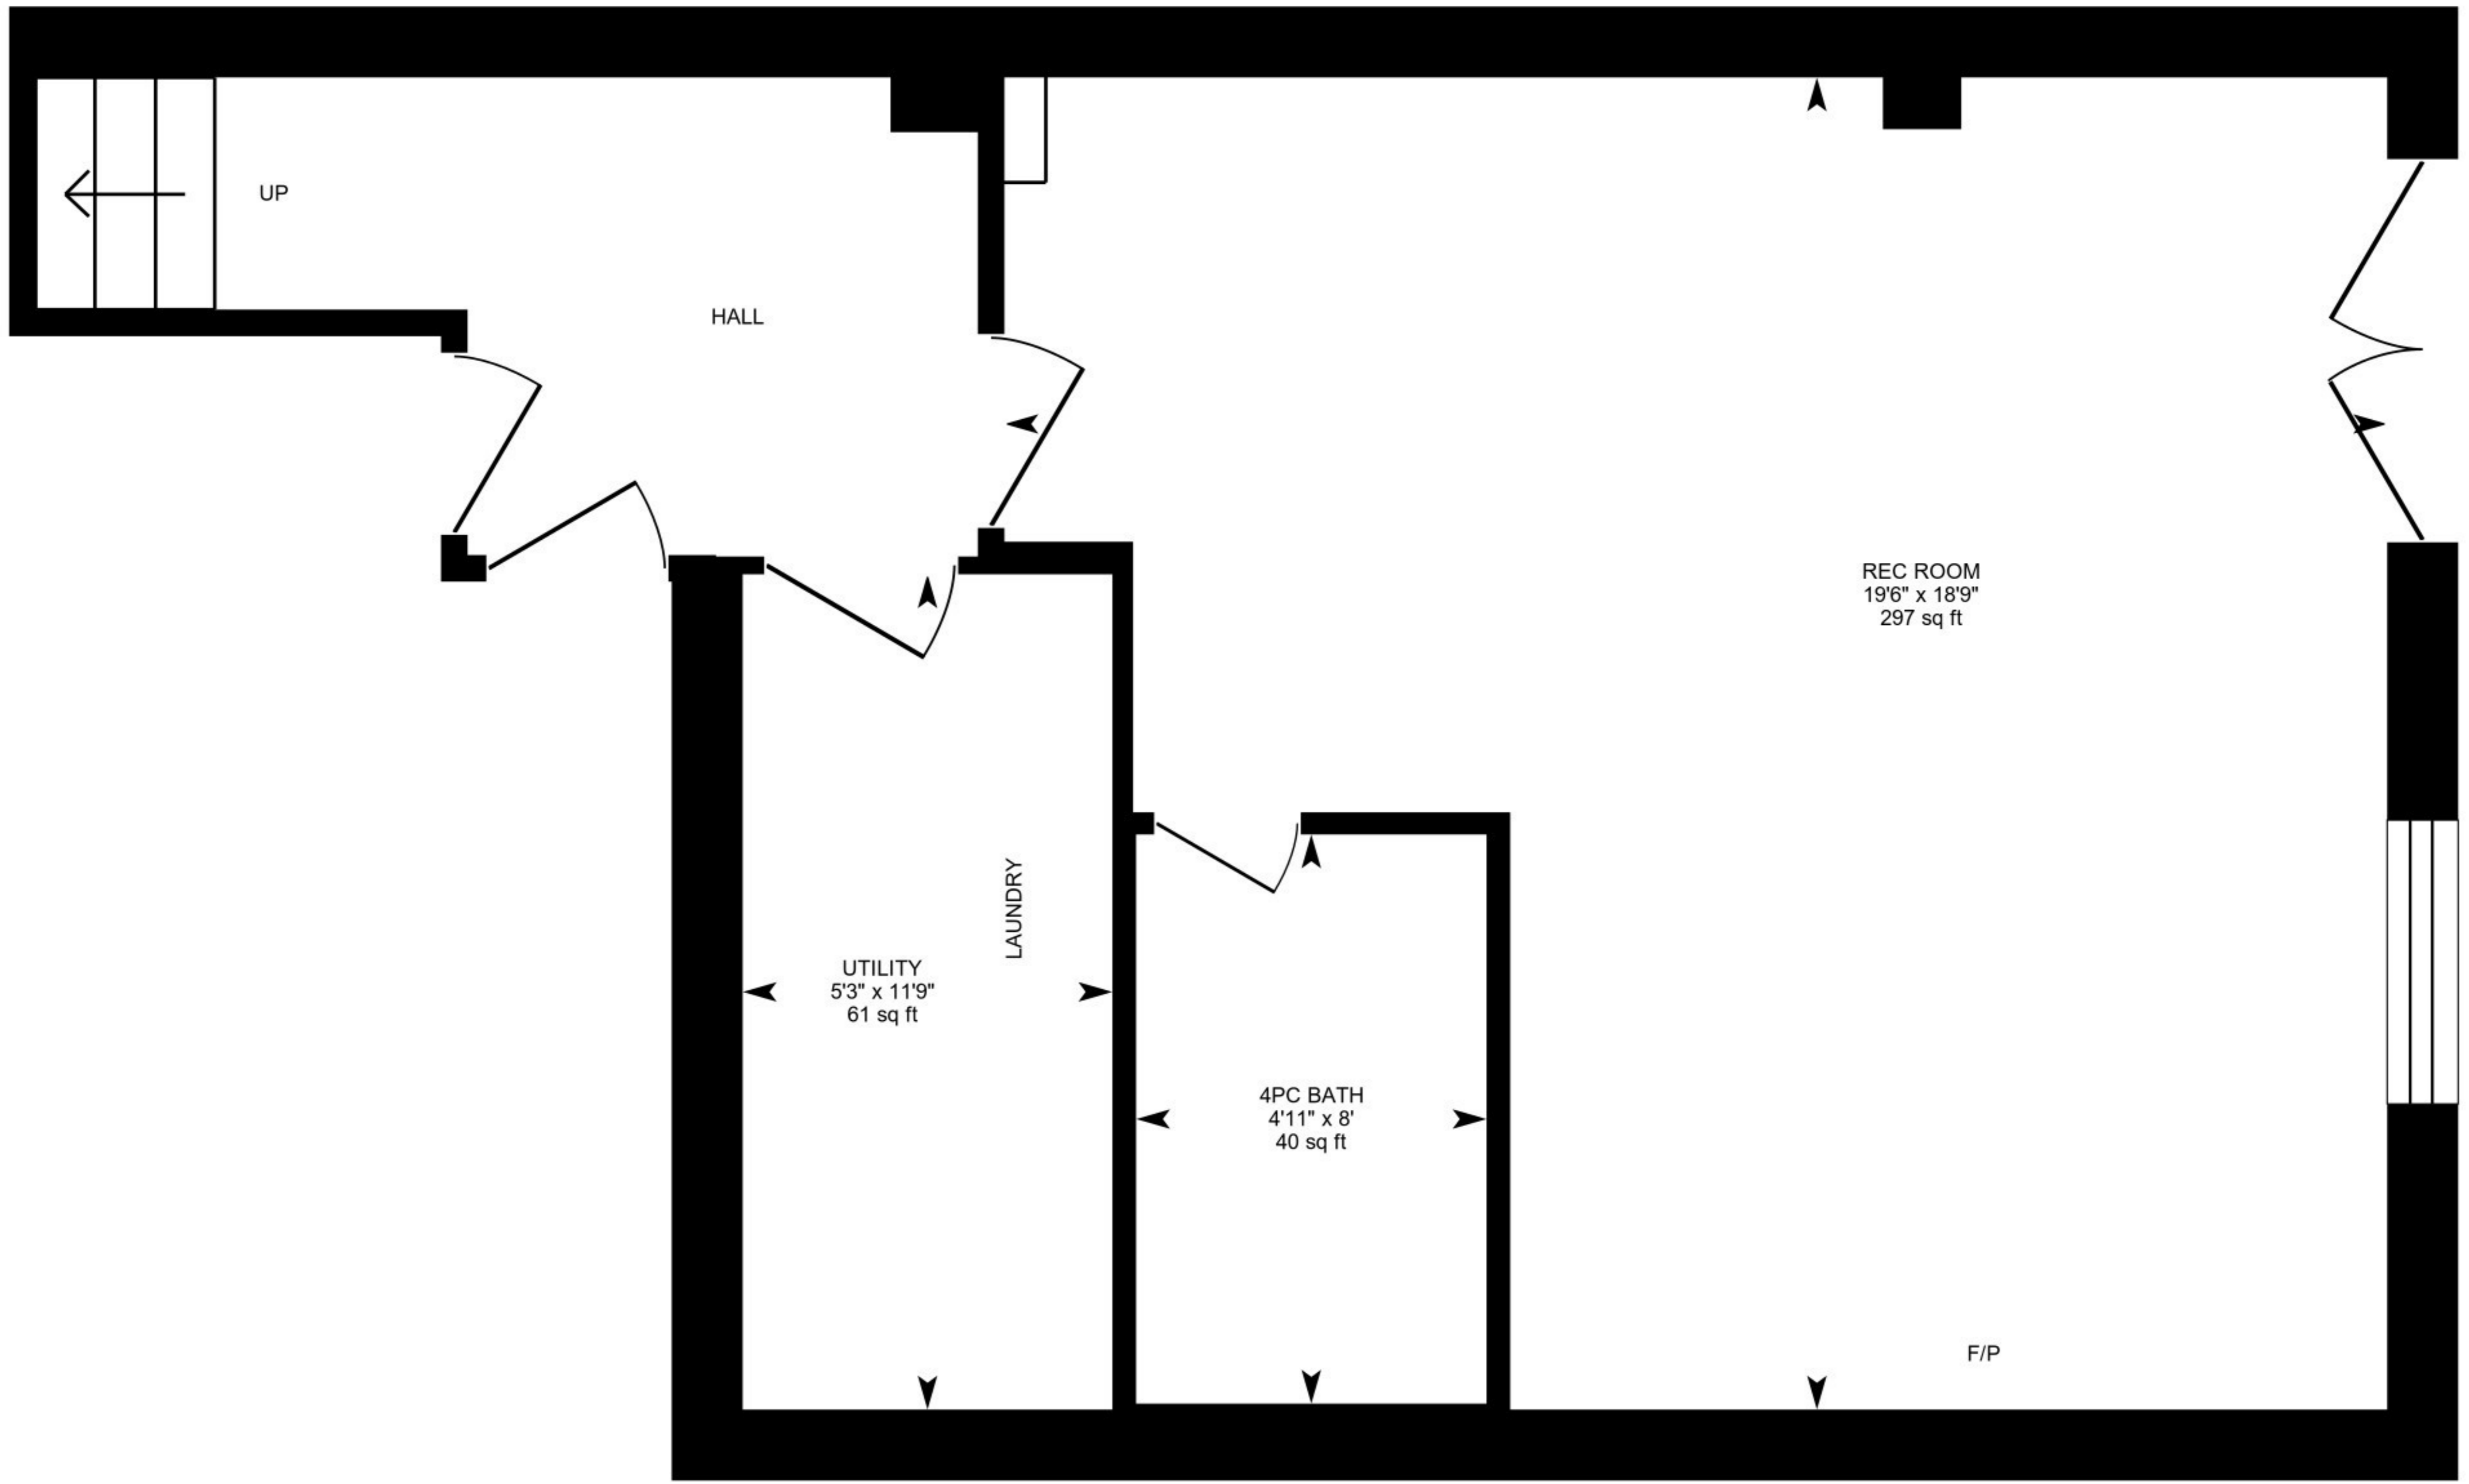 UP
HALL
REC ROOM
19'6" x 18'9"
297 sq ft
LAUNDRY
UTILITY
5'3" x 11'9"
61 sq ft
4PC BATH
4'11" x 8'
40 sq ft
F/P